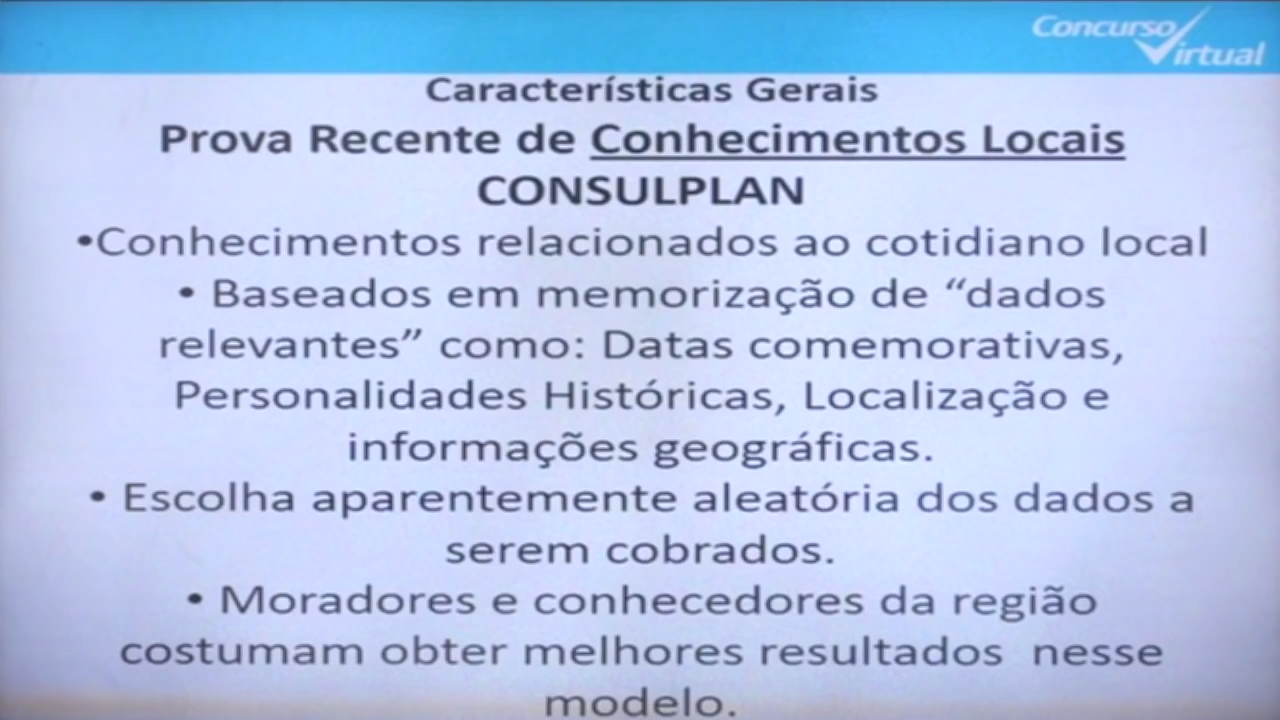 Concurso
Virtual
Características Gerais
Prova Recente de Conhecimentos Locais
CONSULPLAN
•Conhecimentos relacionados ao cotidiano local
• Baseados em memorização de “dados
relevantes” como: Datas comemorativas,
Personalidades Históricas, Localização e
informações geográficas.
• Escolha aparentemente aleatória dos dados a
serem cobrados.
• Moradores e conhecedores da região
costumam obter melhores resultados nesse
modelo.